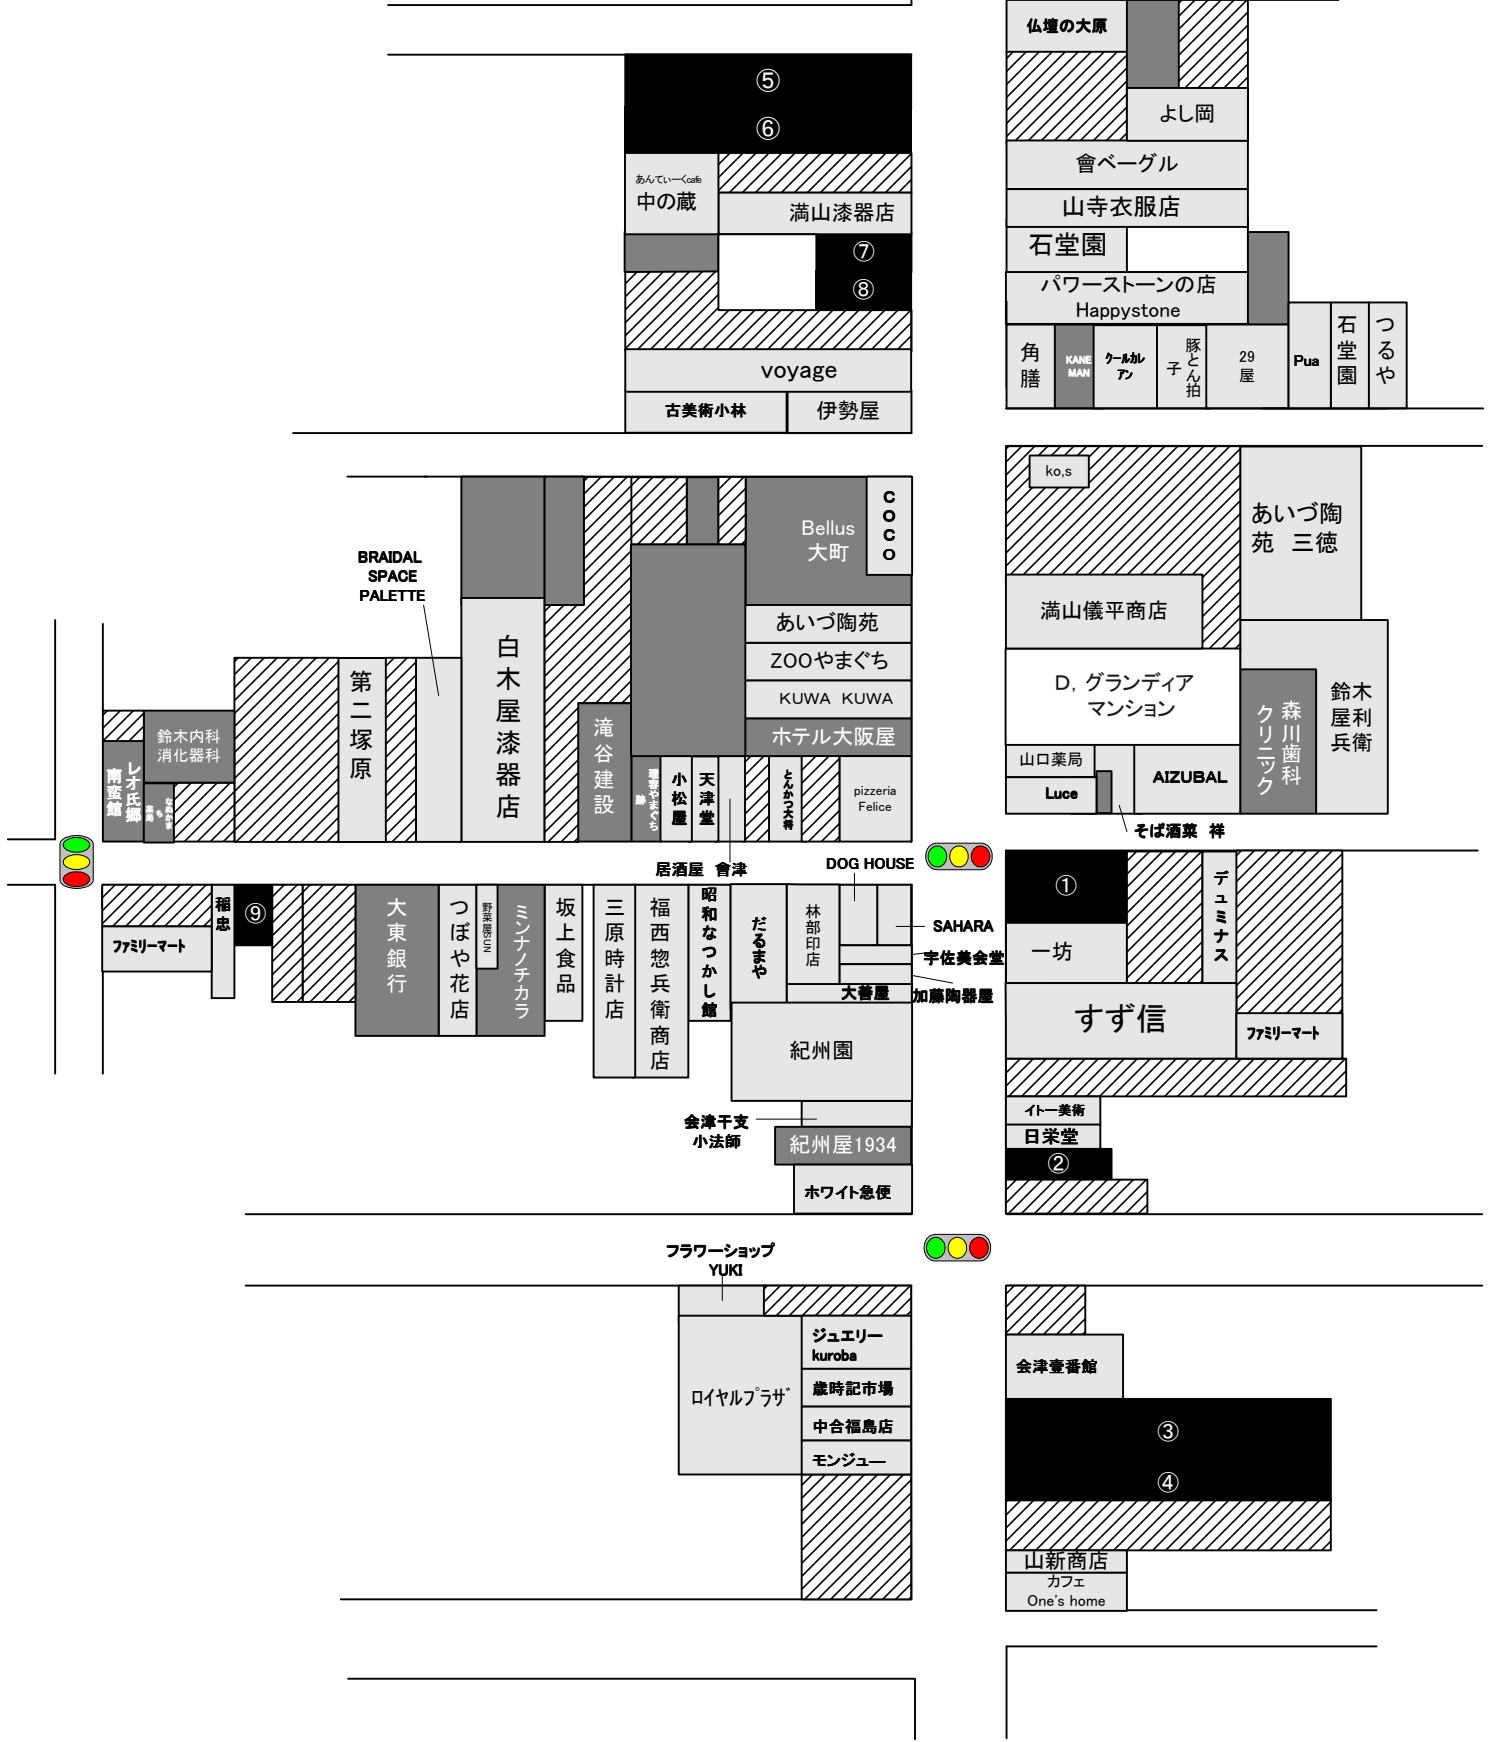 仏壇の大原
⑤
⑥
よし岡
會ベーグル
あんてぃーくcafe
中の蔵
満山漆器店
山寺衣服店
⑦
石堂園
⑧
パワーストーンの店
Happystone
角膳
KANE
MAN
クールカレ
アン
豚とん拍
子
29
屋
Pua
石堂園
つるや
voyage
古美術小林
伊勢屋
ko,s
COCO
Bellus
大町
あいづ陶
苑 三徳
BRAIDAL
SPACE
PALETTE
満山儀平商店
あいづ陶苑
白木屋漆器店
ZOOやまぐち
KUWA KUWA
第二塚原
D，グランディア
マンション
鈴木
屋利
兵衛
森川歯科
クリニック
鈴木内科
消化器科
滝谷建設
ホテル大阪屋
レオ氏郷
南蛮館
山口薬局
AIZUBAL
理容やまぐち
跡
小松屋
天津堂
とんかつ大将
pizzeria
Felice
Luce
そば酒菜 祥
居酒屋 會津
DOG HOUSE
①
デュミナス
稲忠
⑨
大東銀行
つぼや花店
野菜屋SUN
ミンナノチカラ
坂上食品
三原時計店
福西惣兵衛商店
昭和なつかし館
だるまや
林部印店
SAHARA
ファミリーマート
一坊
宇佐美会堂
大善屋
加藤陶器屋
すず信
ファミリーマート
紀州園
会津干支
小法師
イトー美術
日栄堂
紀州屋1934
②
ホワイト急便
フラワーショップ
YUKI
ジュエリー
kuroba
会津壹番館
ロイヤルプラザ
歳時記市場
中合福島店
③
モンジュー
④
山新商店
カフェ
One's home